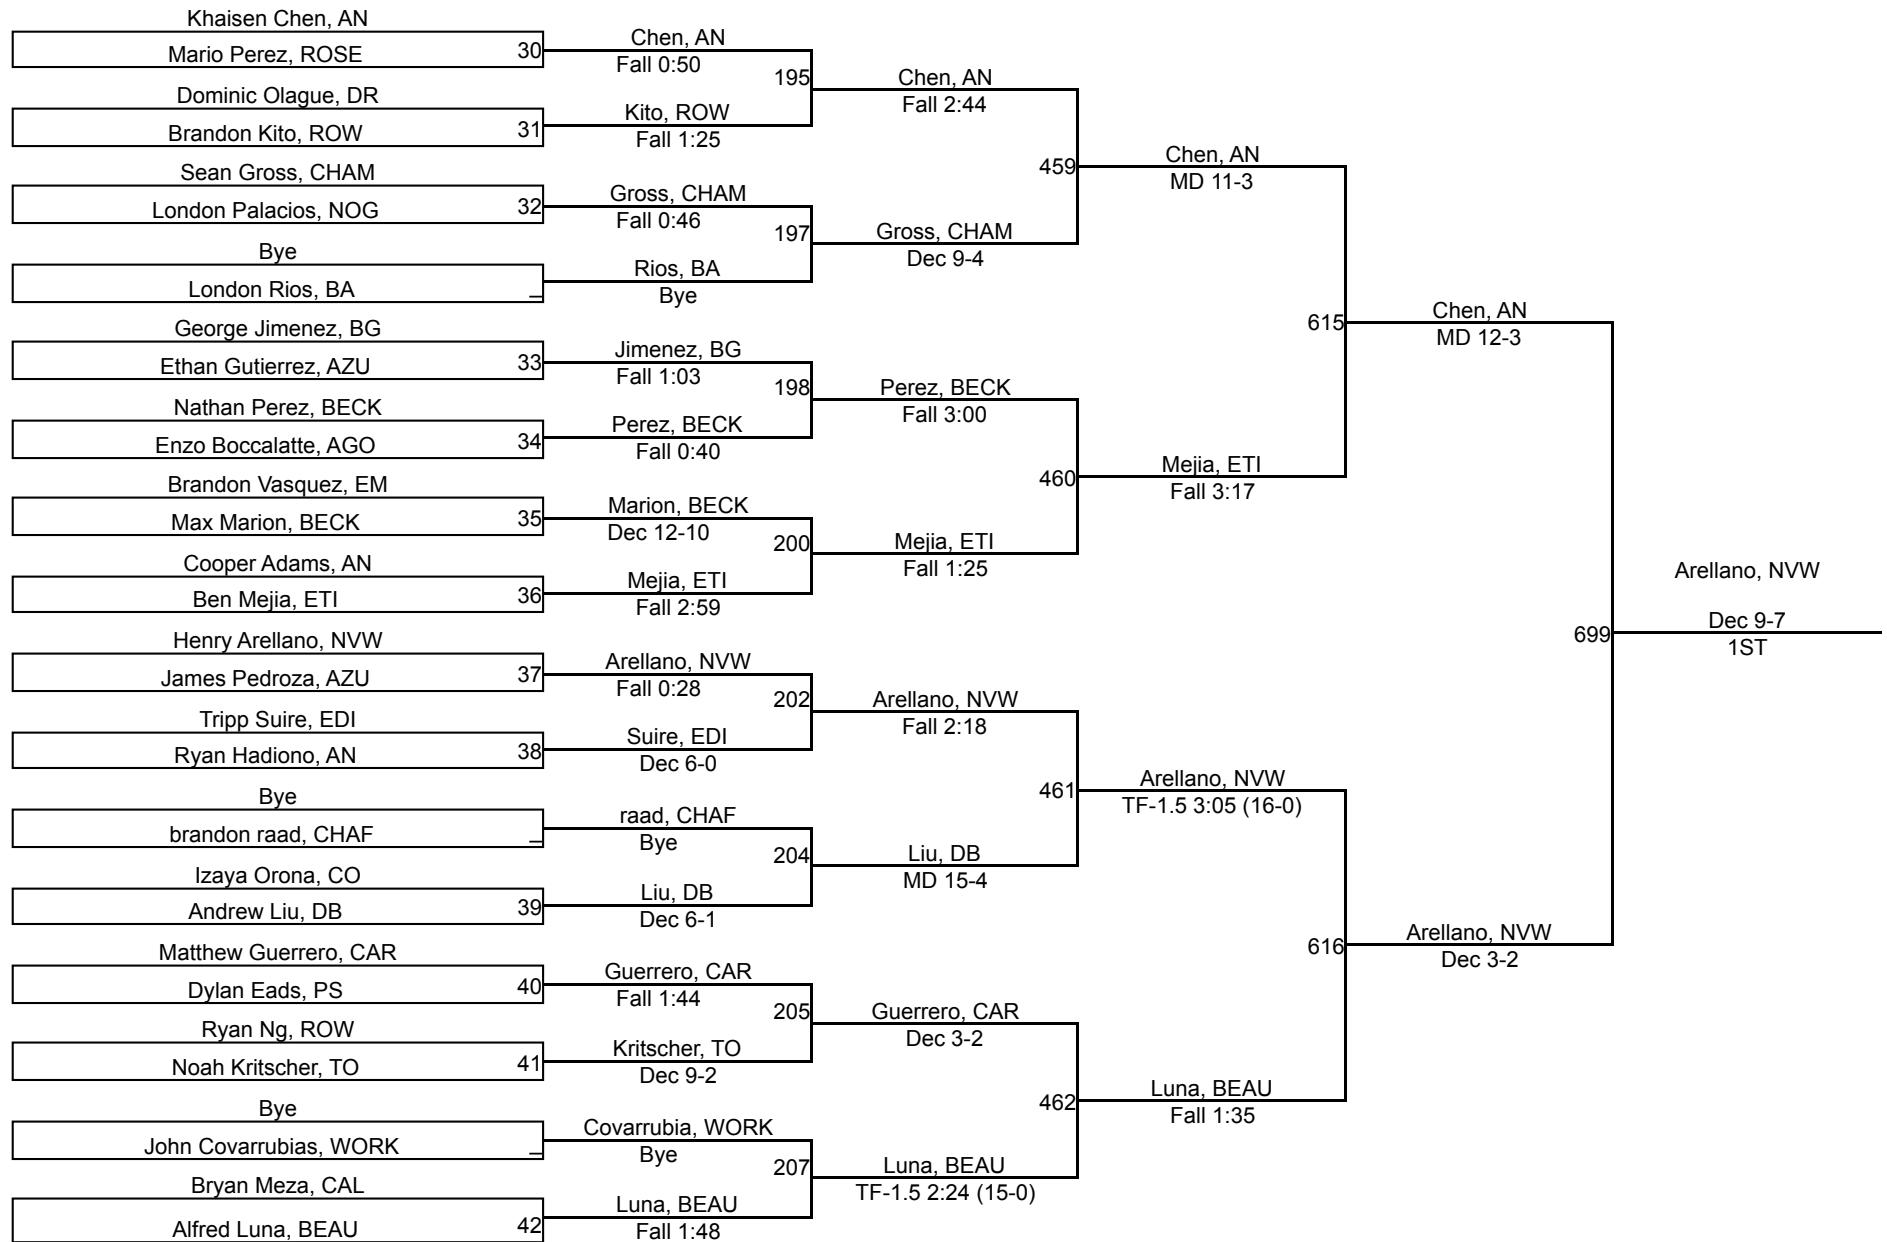 Khaisen Chen, AN
Mario Perez, ROSE
30
Dominic Olague, DR
Brandon Kito, ROW
31
Sean Gross, CHAM
London Palacios, NOG
32
Bye
London Rios, BA
_
George Jimenez, BG
Ethan Gutierrez, AZU
33
Nathan Perez, BECK
Enzo Boccalatte, AGO
34
Brandon Vasquez, EM
Max Marion, BECK
35
Cooper Adams, AN
Ben Mejia, ETI
36
Henry Arellano, NVW
James Pedroza, AZU
37
Tripp Suire, EDI
Ryan Hadiono, AN
38
Bye
brandon raad, CHAF
_
Izaya Orona, CO
Andrew Liu, DB
39
Matthew Guerrero, CAR
Dylan Eads, PS
40
Ryan Ng, ROW
Noah Kritscher, TO
41
Bye
John Covarrubias, WORK
_
Bryan Meza, CAL
Alfred Luna, BEAU
42
Chen, AN
Fall 0:50
195
Kito, ROW
Fall 1:25
Gross, CHAM
Fall 0:46
197
Rios, BA
Bye
Jimenez, BG
Fall 1:03
198
Perez, BECK
Fall 0:40
Marion, BECK
Dec 12-10
200
Mejia, ETI
Fall 2:59
Arellano, NVW
Fall 0:28
202
Suire, EDI
Dec 6-0
raad, CHAF
Bye
204
Liu, DB
Dec 6-1
Guerrero, CAR
Fall 1:44
205
Kritscher, TO
Dec 9-2
Covarrubia, WORK
Bye
207
Luna, BEAU
Fall 1:48
Chen, AN
Fall 2:44
459
Gross, CHAM
Dec 9-4
Perez, BECK
Fall 3:00
460
Mejia, ETI
Fall 1:25
Arellano, NVW
Fall 2:18
461
Liu, DB
MD 15-4
Guerrero, CAR
Dec 3-2
462
Luna, BEAU
TF-1.5 2:24 (15-0)
Chen, AN
MD 11-3
615
Mejia, ETI
Fall 3:17
Arellano, NVW
TF-1.5 3:05 (16-0)
616
Luna, BEAU
Fall 1:35
Chen, AN
MD 12-3
699
Arellano, NVW
Dec 3-2
Arellano, NVW
Dec 9-7
1ST